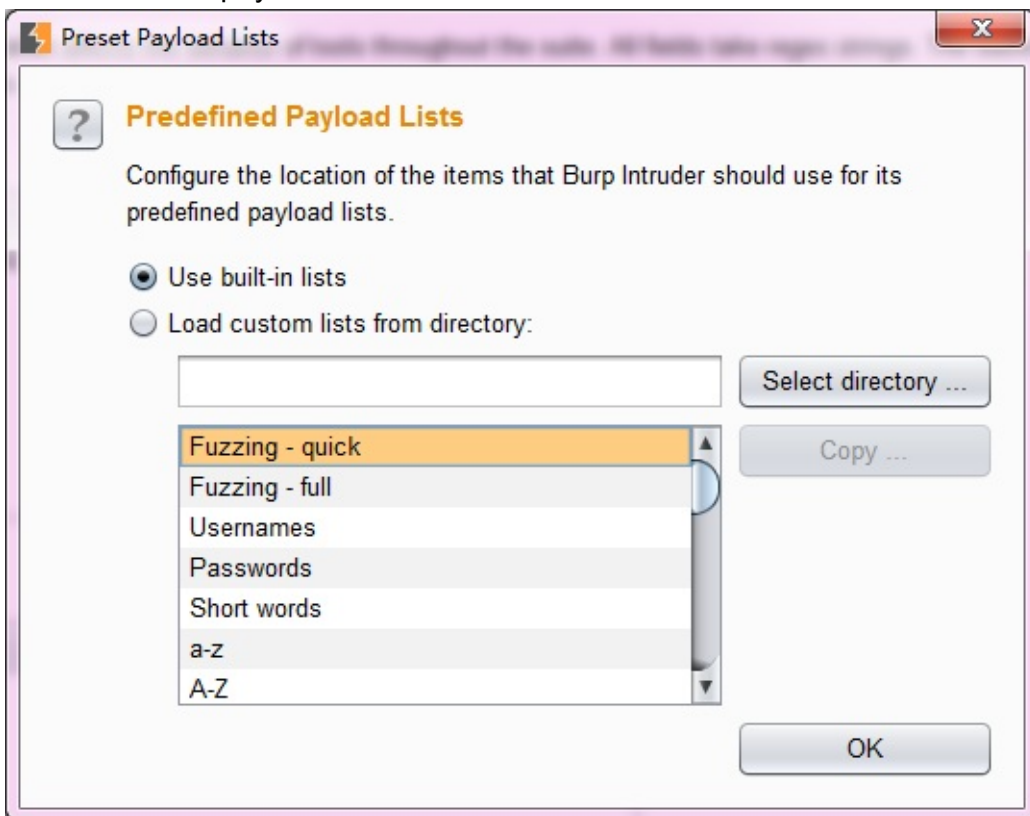 Preset Payload Lists
?
Predefined Payload Lists
Configure the location of the items that Burp Intruder should use for its
predefined payload lists.
Use built-in lists
Load custom lists from directory:
Select directory ...
Fuzzing - quick
Copy ...
Fuzzing - full
Usernames
Passwords
Short words
a-z
A-Z
OK